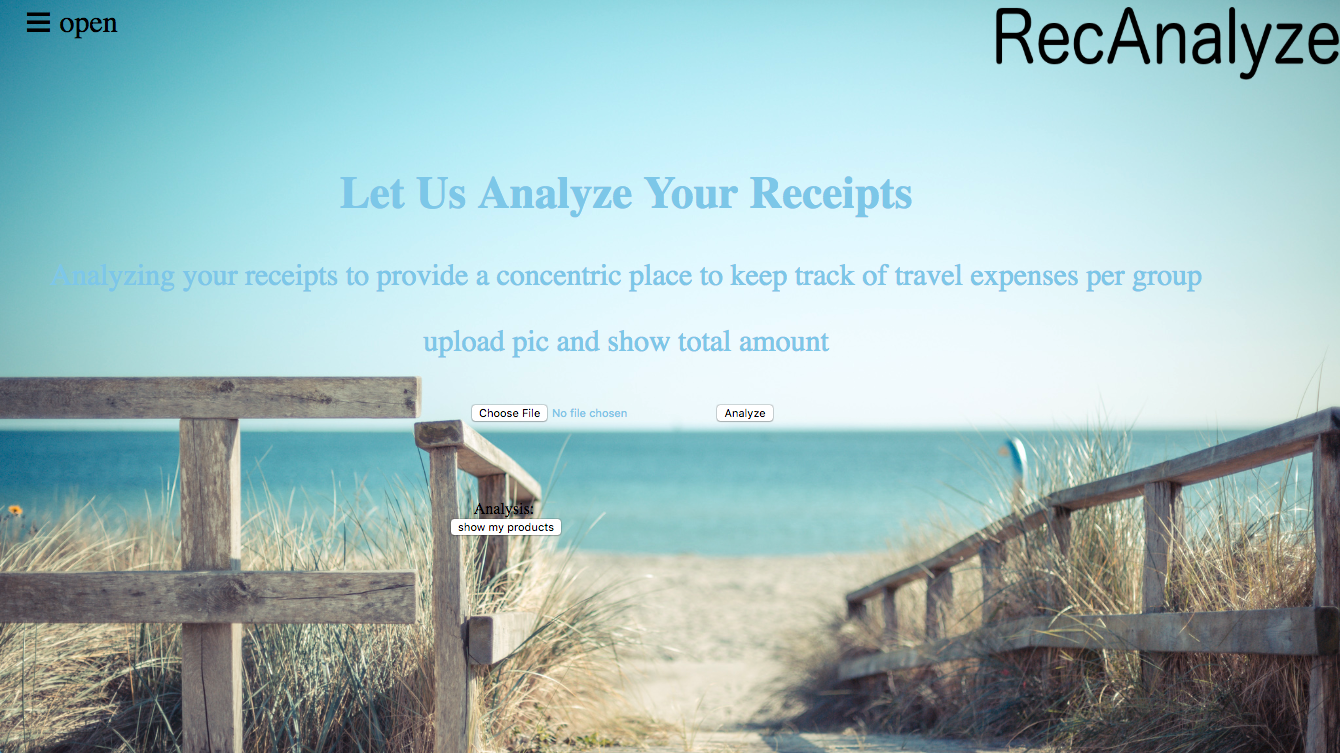 ☰ open
RecAnalyze
Let Us Analyze Your Receipts
Analyzing your receipts to provide a concentric place to keep track of travel expenses per group
upload pic and show total amount
Choose File No file chosen Analyze
Analysis:
show my products